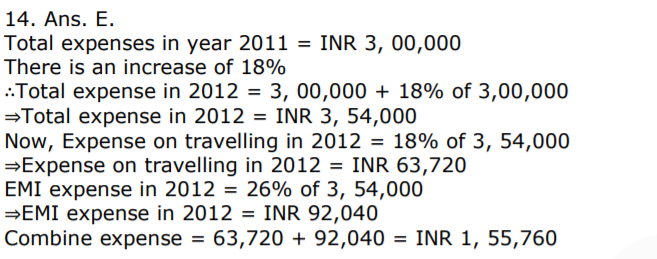 14. Ans. E.
Total expenses in year 2011 = INR 3, 00,000
There is an increase of 18%
∴Total expense in 2012 = 3, 00,000 + 18% of 3,00,000
⇒Total expense in 2012 = INR 3, 54,000
Now, Expense on travelling in 2012 = 18% of 3, 54,000
⇒Expense on travelling in 2012 = INR 63,720
EMI expense in 2012 = 26% of 3, 54,000
⇒EMI expense in 2012 = INR 92,040
Combine expense = 63,720 + 92,040 = INR 1, 55,760